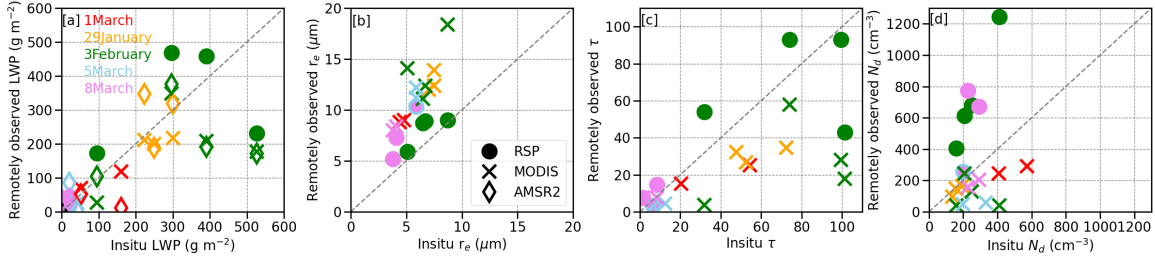 [a]
1March
29January
3February
5March
8March
Remotely observed LWP (g m⁻²)
600
500
400
300
200
100
0
0 100 200 300 400 500 600
Insitu LWP (g m⁻²)
[b]
Remotely observed rₑ (μm)
20
15
10
5
0
0 5 10 15 20
Insitu rₑ (μm)
RSP
MODIS
AMSR2
[c]
Remotely observed τ
100
80
60
40
20
0
0 20 40 60 80 100
Insitu τ
[d]
Remotely observed N_d (cm⁻³)
1200
1000
800
600
400
200
0
0 200 400 600 800 10001200
Insitu N_d (cm⁻³)